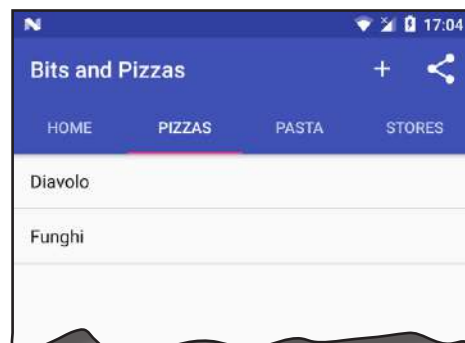 17:04
Bits and Pizzas +
HOME PIZZAS PASTA STORES
Diavolo
Funghi